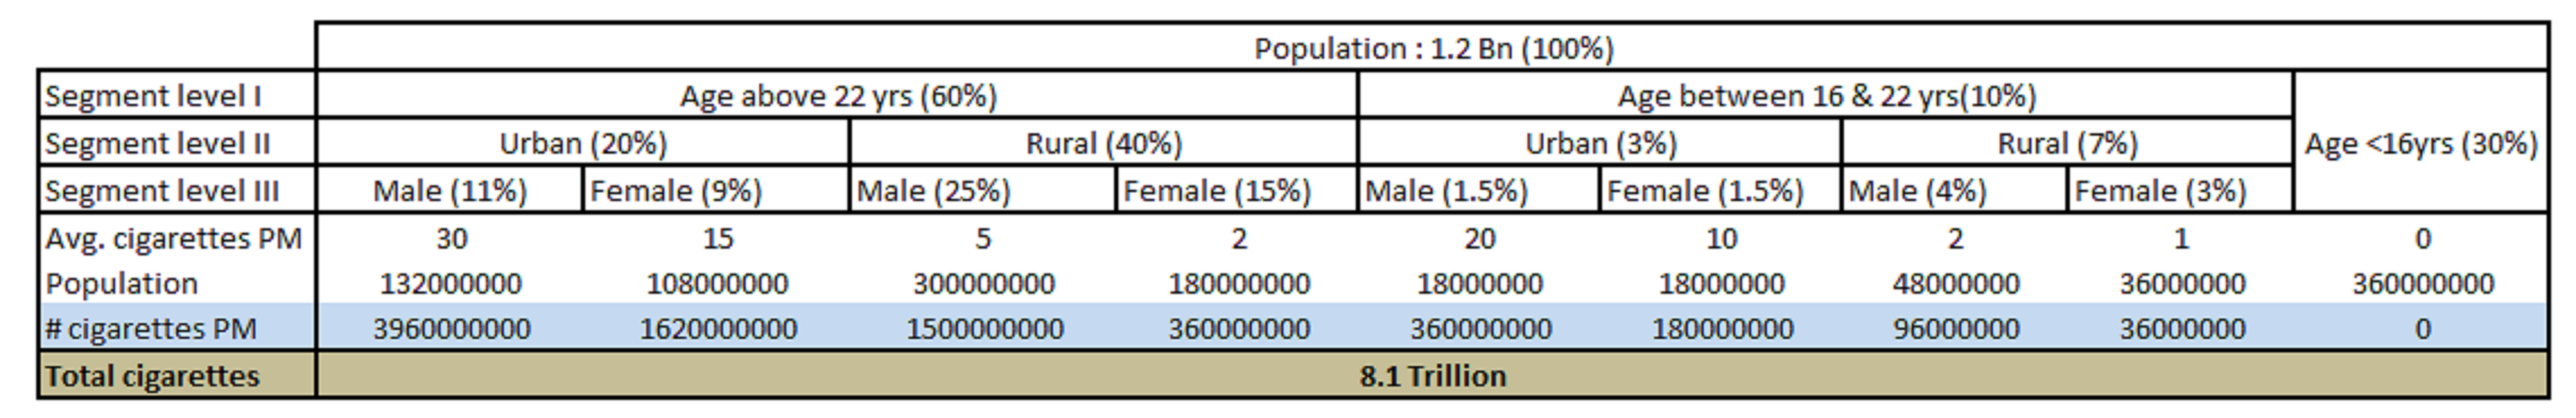 Population : 1.2 Bn (100%)
Segment level I Age above 22 yrs (60%) Age between 16 & 22 yrs(10%)
Segment level II Urban (20%) Rural (40%) Urban (3%) Rural (7%) Age <16yrs (30%)
Segment level III Male (11%) Female (9%) Male (25%) Female (15%) Male (1.5%) Female (1.5%) Male (4%) Female (3%)
Avg. cigarettes PM 30 15 5 2 20 10 2 1 0
Population 132000000 108000000 300000000 180000000 18000000 18000000 48000000 36000000 360000000
# cigarettes PM 3960000000 1620000000 1500000000 360000000 360000000 180000000 96000000 36000000 0
Total cigarettes 8.1 Trillion